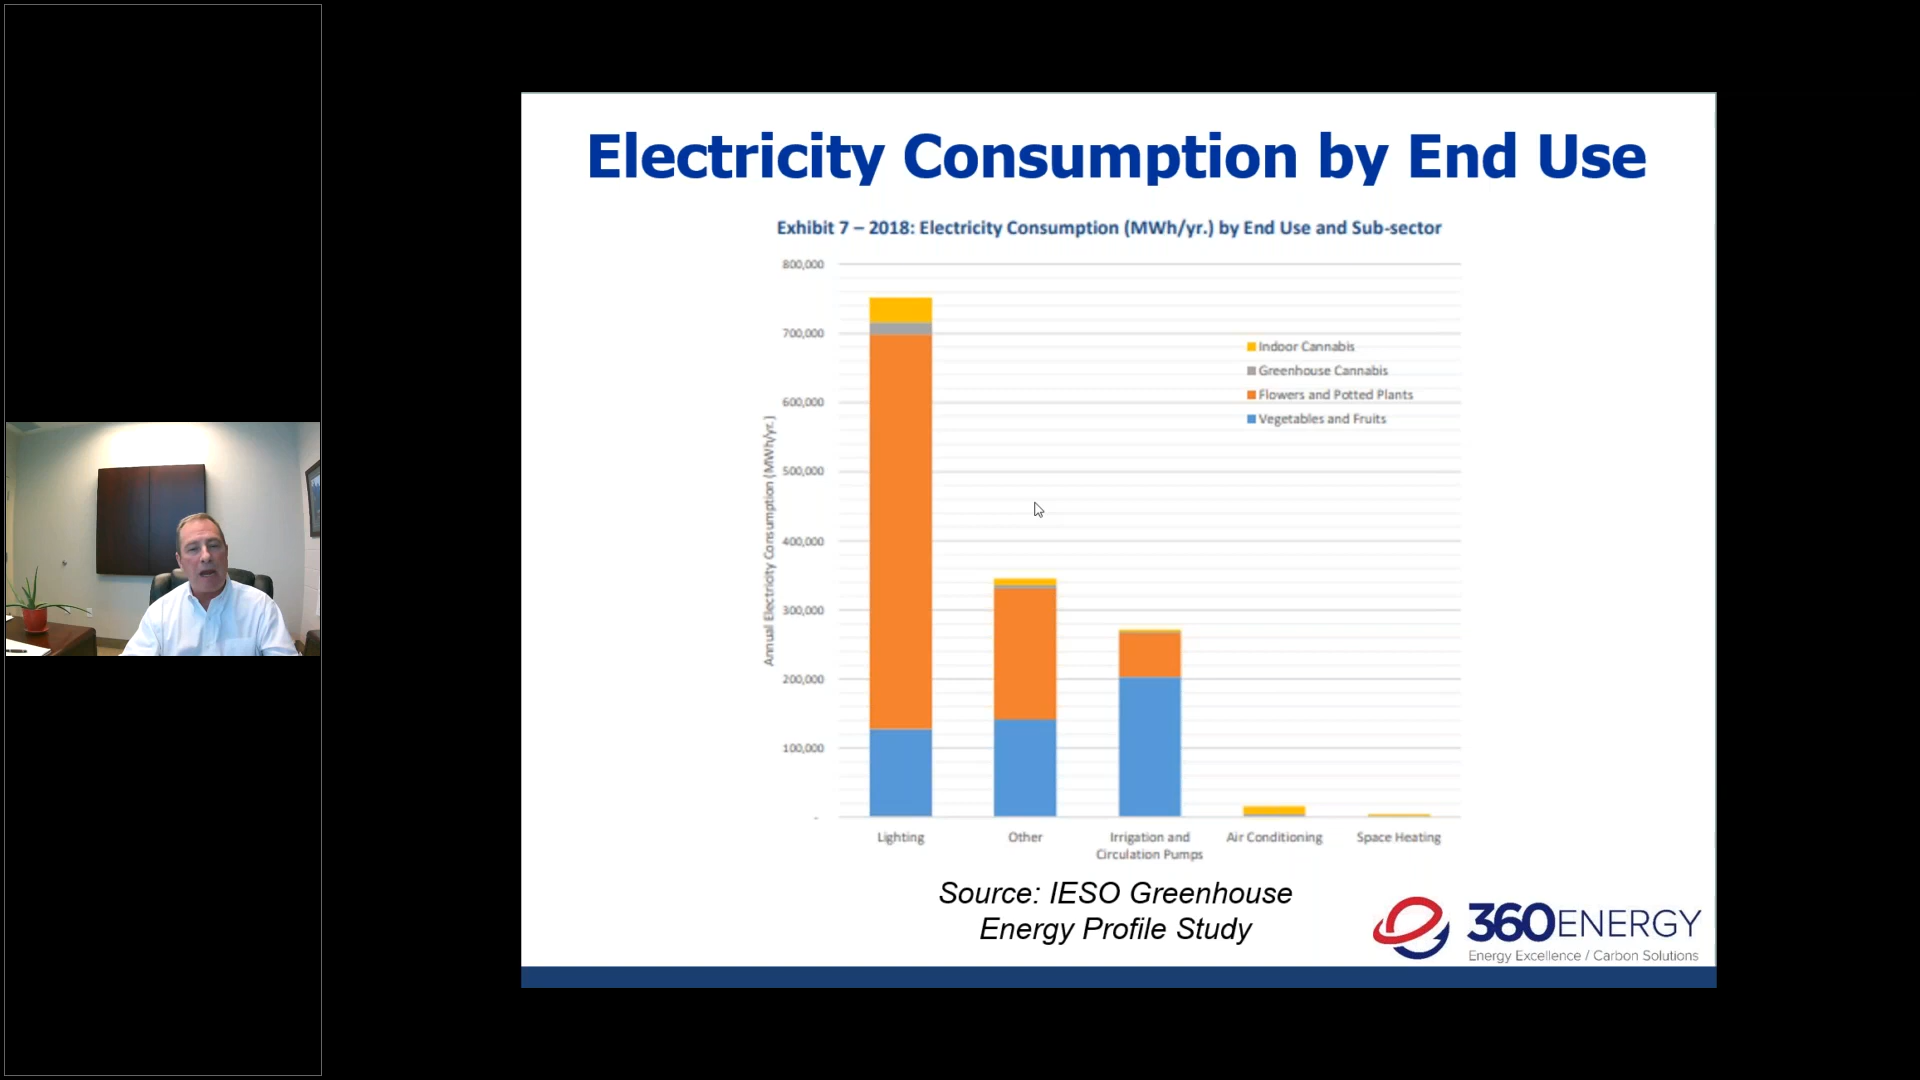 Electricity Consumption by End Use
Exhibit 7 – 2018: Electricity Consumption (MWh/yr.) by End Use and Sub-sector
Annual Electricity Consumption (MWh/yr.)
800,000
700,000
600,000
500,000
400,000
300,000
200,000
100,000
-
Indoor Cannabis
Greenhouse Cannabis
Flowers and Potted Plants
Vegetables and Fruits
Lighting
Other
Irrigation and
Circulation Pumps
Air Conditioning
Space Heating
Source: IESO Greenhouse
Energy Profile Study
360ENERGY
Energy Excellence / Carbon Solutions